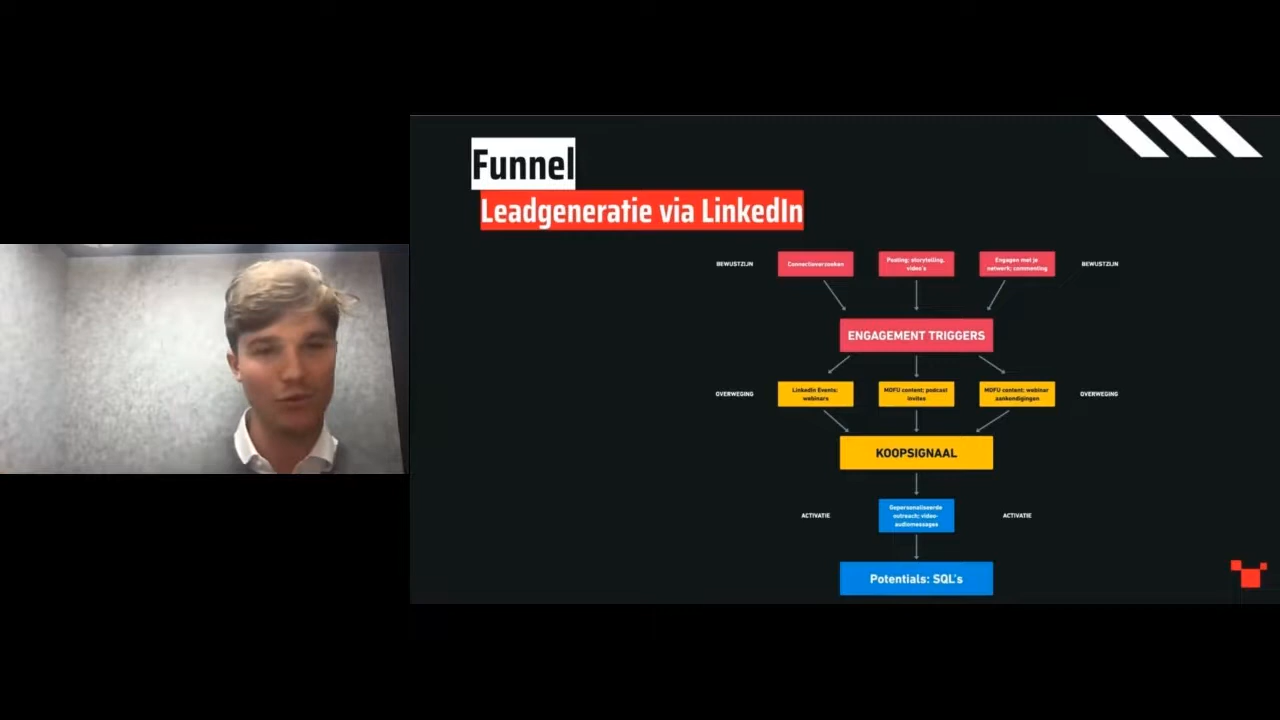 Funnel
Leadgeneratie via LinkedIn
BEWUSTZIJN
Connectieverzoeken
Posting; storytelling,
video's
Engagen met je
netwerk; commenting
BEWUSTZIJN
ENGAGEMENT TRIGGERS
OVERWEGING
LinkedIn Events:
webinars
MOFU content; podcast
invites
MOFU content; webinar
aankondigingen
OVERWEGING
KOOPSIGNAAL
ACTIVATIE
Gepersonaliseerde
outreach; video-
audiomessages
ACTIVATIE
Potentials: SQL's